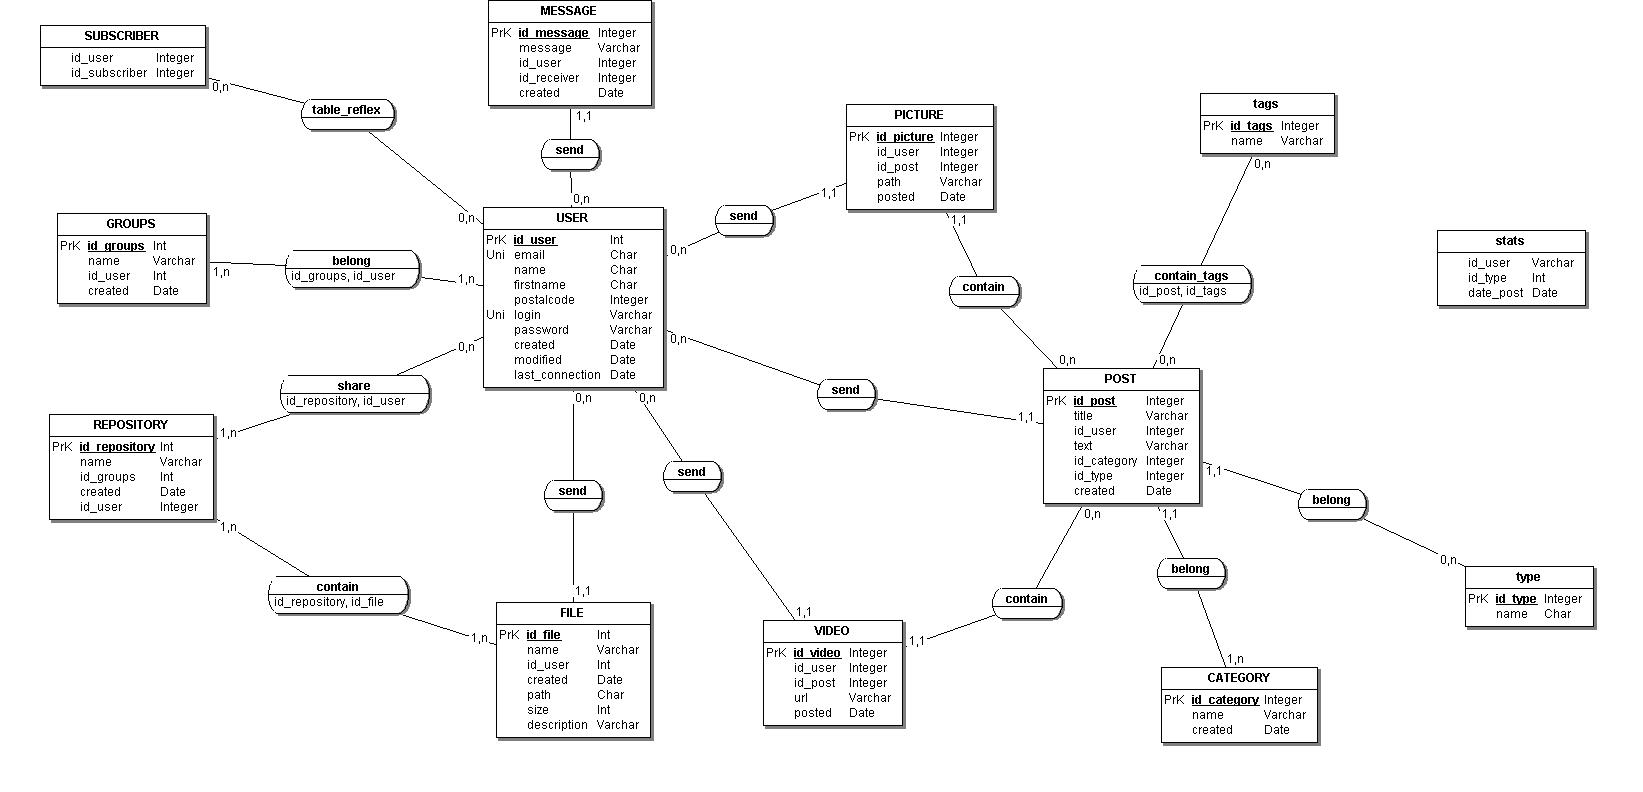 MESSAGE
PrK id_message Integer
message Varchar
id_user Integer
id_receiver Integer
created Date
1,1
send
0,n
SUBSCRIBER
id_user Integer
id_subscriber Integer
0,n
table_reflex
0,n
GROUPS
PrK id_groups Int
name Varchar
id_user Int
created Date
1,n
belong
id_groups, id_user
1,n
USER
PrK id_user Int
Uni email Char
name Char
firstname Char
postalcode Integer
Uni login Varchar
password Varchar
created Date
modified Date
last_connection Date
0,n
send
1,1
PICTURE
PrK id_picture Integer
id_user Integer
id_post Integer
path Varchar
posted Date
1,1
contain
0,n
tags
PrK id_tags Integer
name Varchar
0,n
contain_tags
id_post, id_tags
0,n
stats
id_user Varchar
id_type Int
date_post Date
0,n
send
1,1
POST
PrK id_post Integer
title Varchar
id_user Integer
text Varchar
id_category Integer
id_type Integer
created Date
0,n
share
id_repository, id_user
1,n
REPOSITORY
PrK id_repository Int
name Varchar
id_groups Int
created Date
id_user Integer
1,n
contain
id_repository, id_file
1,n
0,n
send
1,1
FILE
PrK id_file Int
name Varchar
id_user Int
created Date
path Char
size Int
description Varchar
0,n
send
1,1
VIDEO
PrK id_video Integer
id_user Integer
id_post Integer
url Varchar
posted Date
1,1
contain
0,n
1,1
belong
1,n
CATEGORY
PrK id_category Integer
name Varchar
created Date
1,1
belong
0,n
type
PrK id_type Integer
name Char